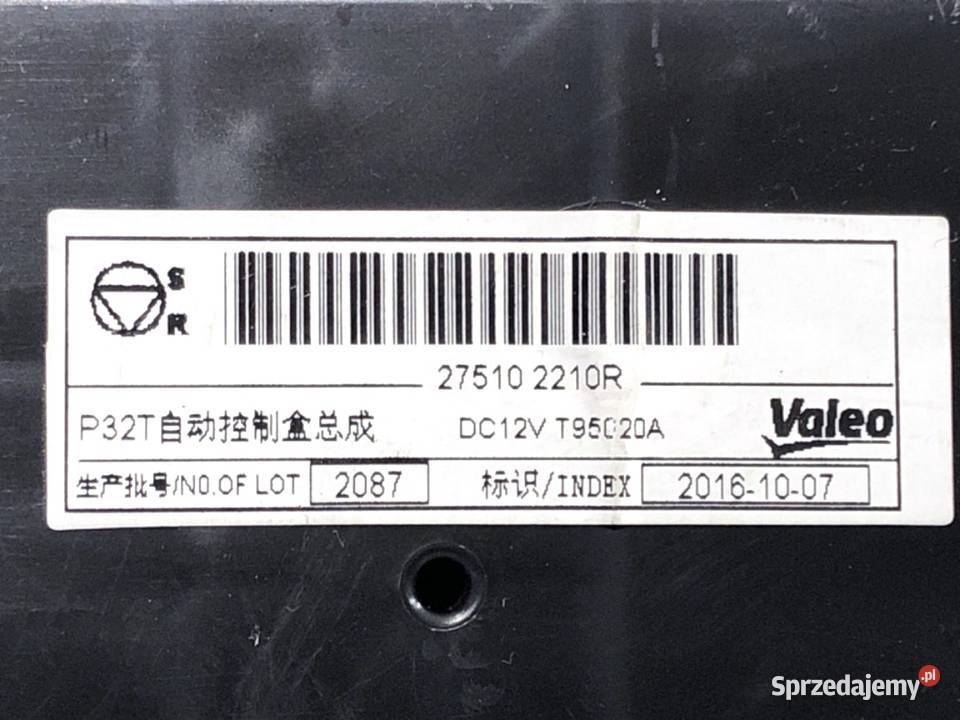 S
R
27510 2210R
P32T自动控制盒总成 DC12V T95020A Valeo
生产批号/NO.OF LOT 2087 标识/INDEX 2016-10-07
Sprzedajemy.pl